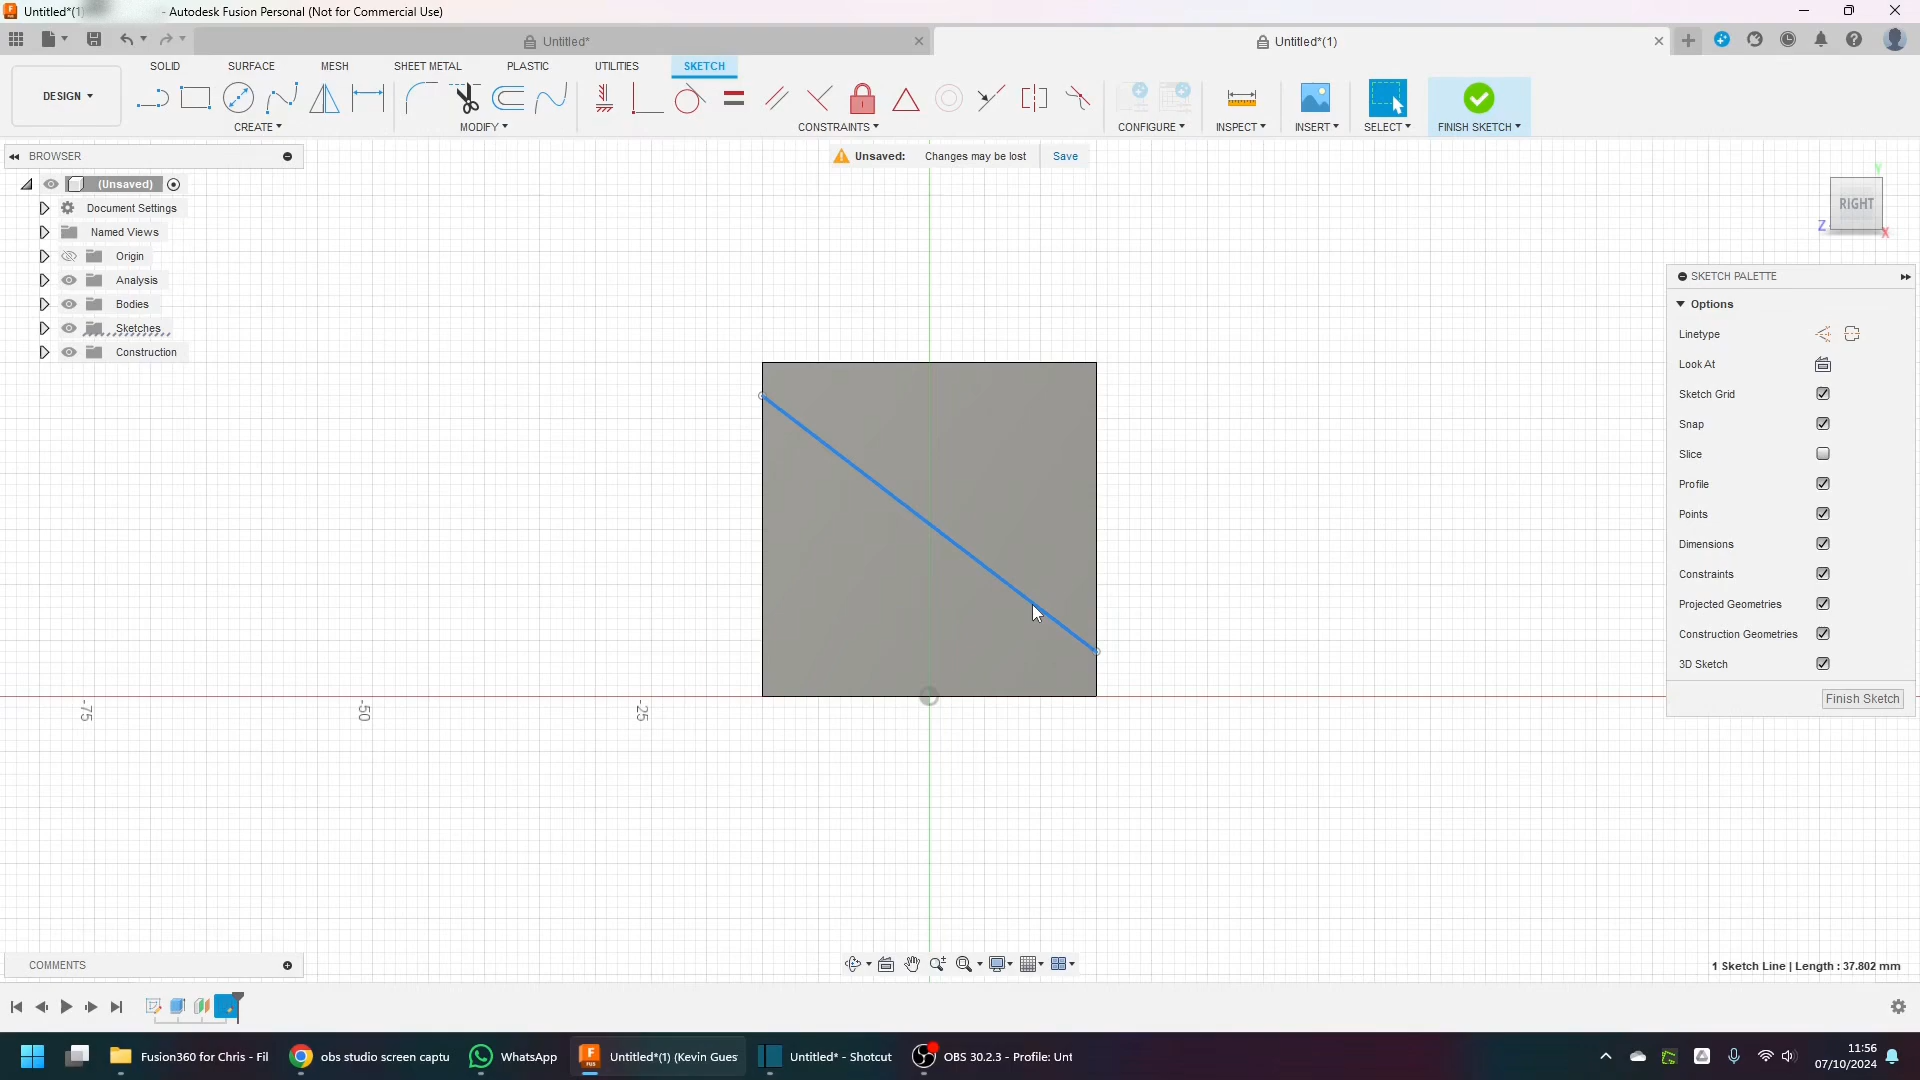 Untitled*(1) - Autodesk Fusion Personal (Not for Commercial Use)
Untitled*
Untitled*(1)
DESIGN
SOLID
SURFACE
MESH
SHEET METAL
PLASTIC
UTILITIES
SKETCH
CREATE
MODIFY
CONSTRAINTS
CONFIGURE
INSPECT
INSERT
SELECT
FINISH SKETCH
BROWSER
Unsaved: Changes may be lost Save
(Unsaved)
Document Settings
Named Views
Origin
Analysis
Bodies
Sketches
Construction
Y
RIGHT
Z
X
SKETCH PALETTE
Options
Linetype
Look At
Sketch Grid
Snap
Slice
Profile
Points
Dimensions
Constraints
Projected Geometries
Construction Geometries
3D Sketch
Finish Sketch
-75
-50
-25
COMMENTS
1 Sketch Line | Length : 37.802 mm
Fusion360 for Chris - Fil
obs studio screen captu
WhatsApp
Untitled*(1) (Kevin Gues
Untitled* - Shotcut
OBS 30.2.3 - Profile: Unt
11:56
07/10/2024